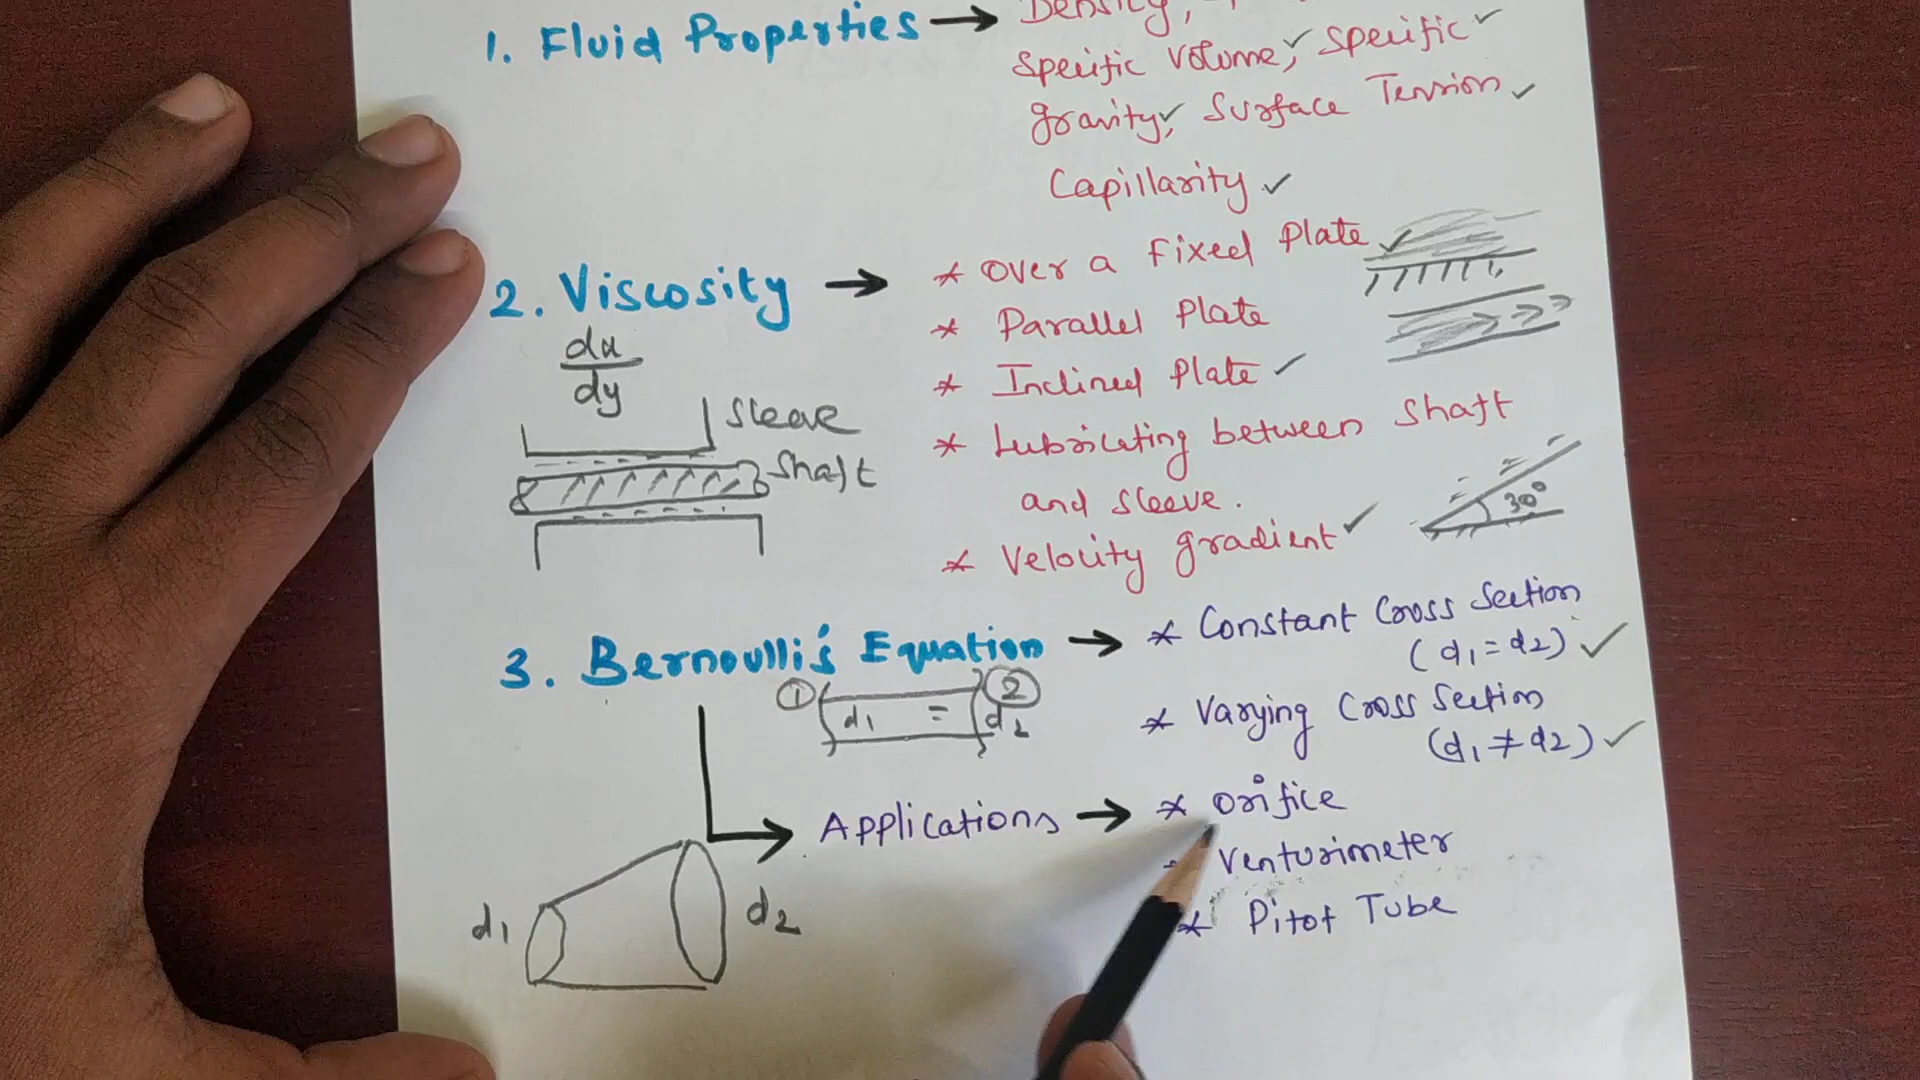 1. Fluid Properties → Density,
Specific Volume, Specific
gravity, Surface Tension
Capillarity
2. Viscosity → * Over a Fixed Plate
* Parallel Plate
* Inclined Plate
* Lubricating between Shaft
and Sleeve.
* Velocity gradient
du
dy
Sleeve
Shaft
30°
3. Bernoulli's Equation → * Constant Cross Section
(d1 = d2)
① d1 = d2 ②
* Varying Cross Section
(d1 ≠ d2)
Applications → * Orifice
* Venturimeter
* Pitot Tube
d1 d2